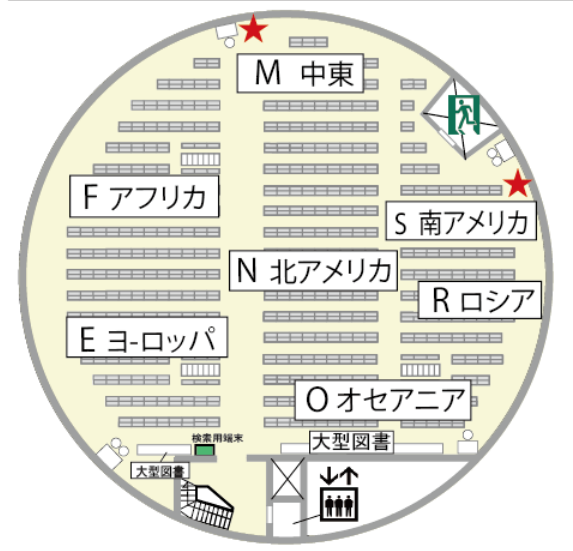 M 中東
F アフリカ
S 南アメリカ
N 北アメリカ
R ロシア
E ヨ-ロッパ
O オセアニア
検索用端末
大型図書
大型図書